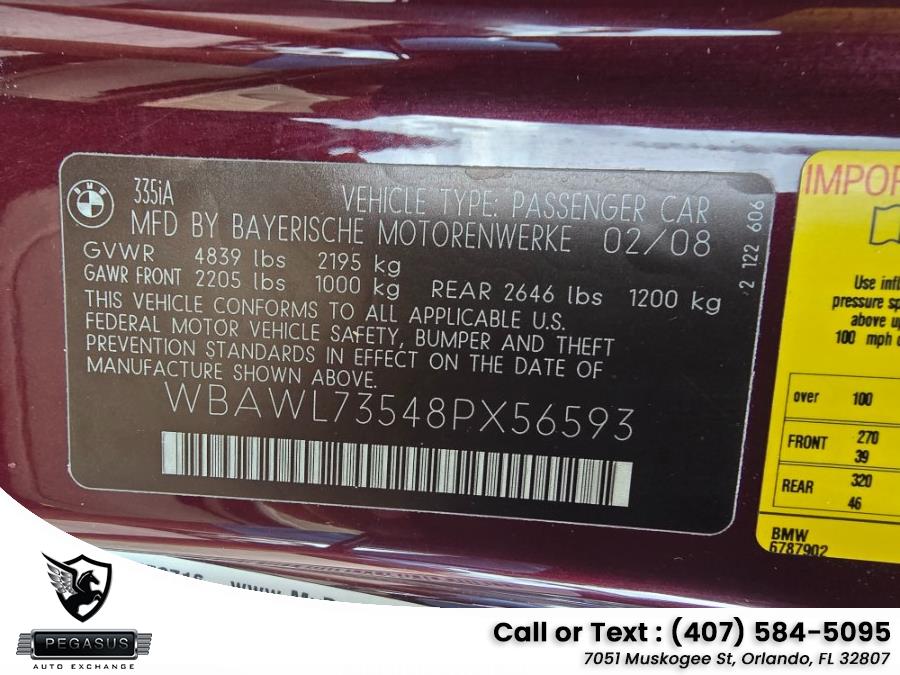 BMW
335iA
VEHICLE TYPE: PASSENGER CAR
MFD BY BAYERISCHE MOTORENWERKE 02/08
GVWR 4839 lbs 2195 kg
GAWR FRONT 2205 lbs 1000 kg REAR 2646 lbs 1200 kg
THIS VEHICLE CONFORMS TO ALL APPLICABLE U.S.
FEDERAL MOTOR VEHICLE SAFETY, BUMPER AND THEFT
PREVENTION STANDARDS IN EFFECT ON THE DATE OF
MANUFACTURE SHOWN ABOVE.
WBAWL73548PX56593
2 122 606
Use
pressure
above
100 mph
over 100
FRONT 270
39
REAR 320
46
BMW
6787902
PEGASUS
AUTO EXCHANGE
Call or Text : (407) 584-5095
7051 Muskogee St, Orlando, FL 32807